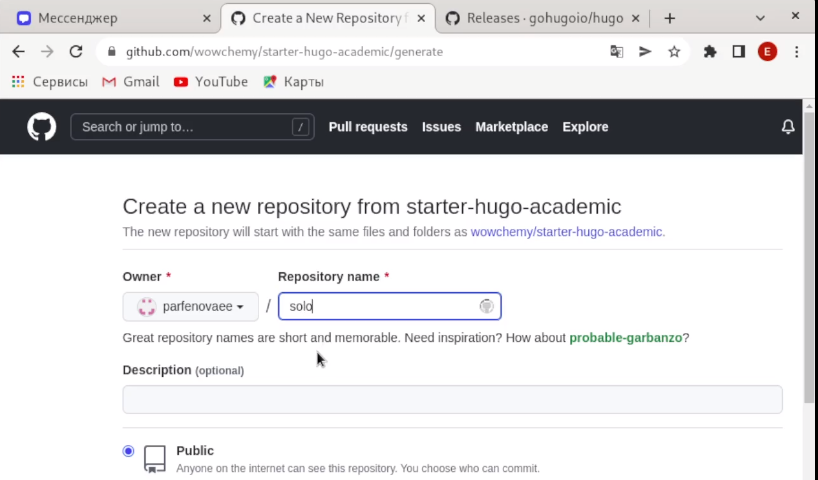 Мессенджер
Create a New Repository f
Releases · gohugoio/hugo
github.com/wowchemy/starter-hugo-academic/generate
E
Сервисы
Gmail
YouTube
Карты
Search or jump to…
/
Pull requests
Issues
Marketplace
Explore
Create a new repository from starter-hugo-academic
The new repository will start with the same files and folders as wowchemy/starter-hugo-academic.
Owner *
Repository name *
parfenovaee / solo
Great repository names are short and memorable. Need inspiration? How about probable-garbanzo?
Description (optional)
Public
Anyone on the internet can see this repository. You choose who can commit.